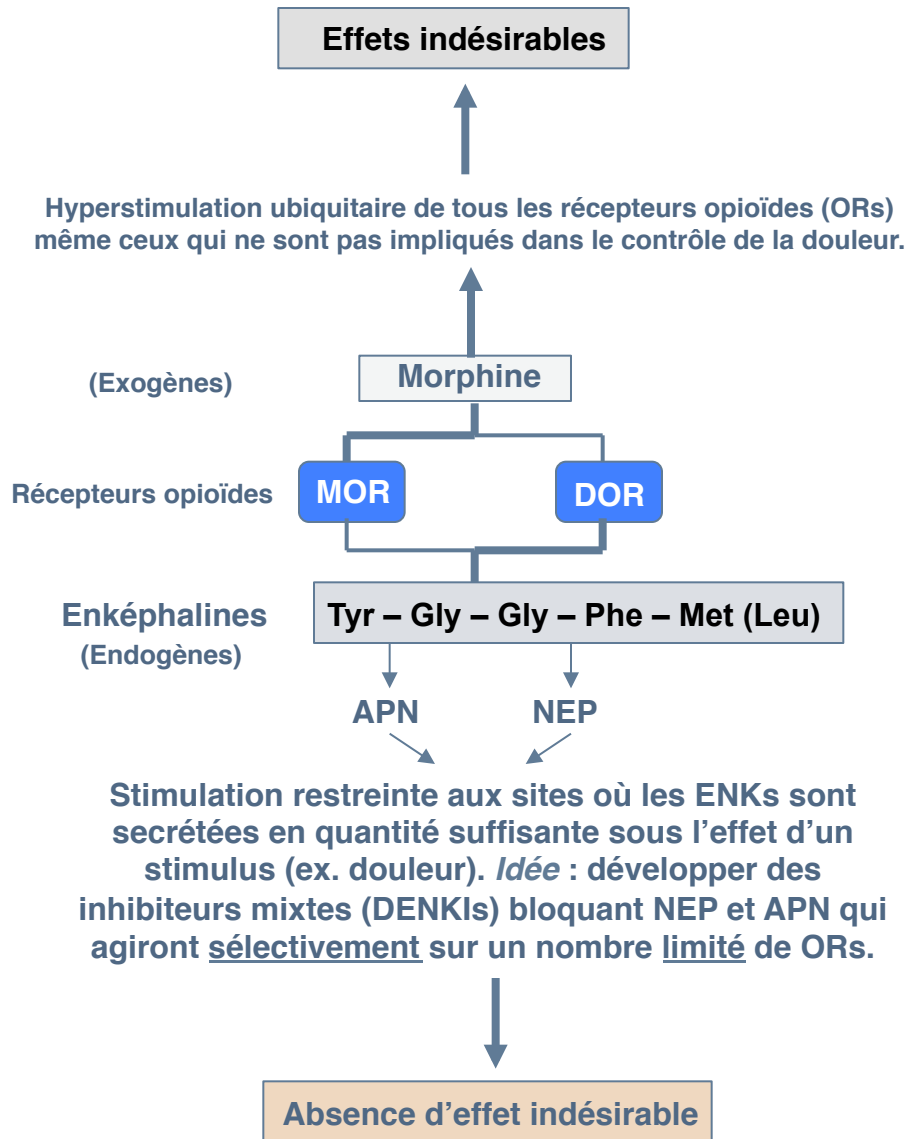 Effets indésirables
Hyperstimulation ubiquitaire de tous les récepteurs opioïdes (ORs)
même ceux qui ne sont pas impliqués dans le contrôle de la douleur.
(Exogènes)
Morphine
Récepteurs opioïdes
MOR
DOR
Enképhalines
(Endogènes)
Tyr – Gly – Gly – Phe – Met (Leu)
APN
NEP
Stimulation restreinte aux sites où les ENKs sont
secrétées en quantité suffisante sous l’effet d’un
stimulus (ex. douleur). Idée : développer des
inhibiteurs mixtes (DENKIs) bloquant NEP et APN qui
agiront sélectivement sur un nombre limité de ORs.
Absence d’effet indésirable